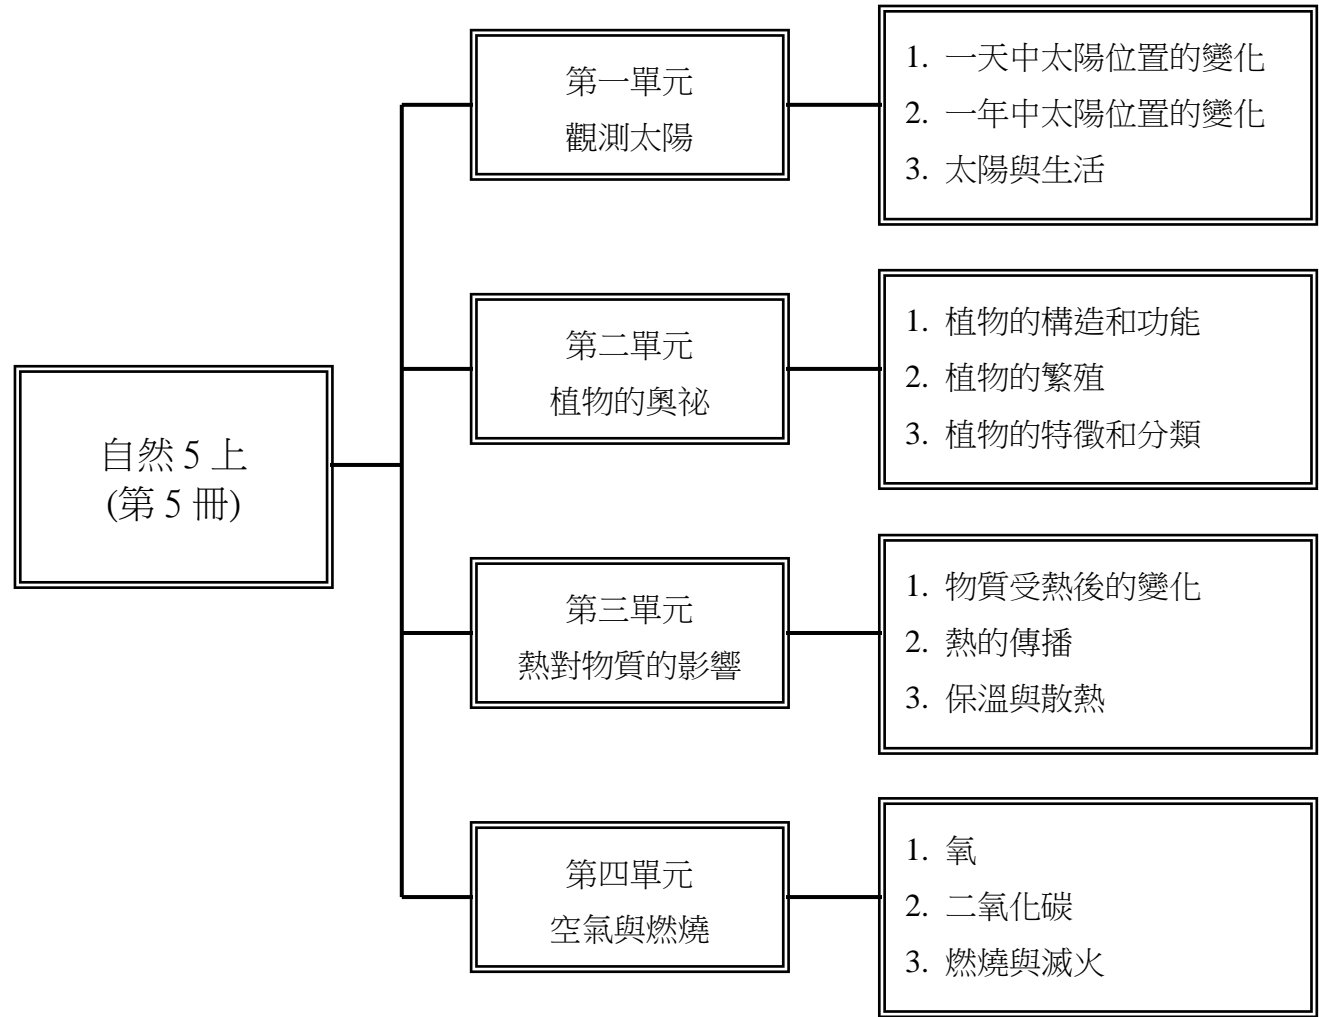 自然 5 上
(第 5 冊)
第一單元
觀測太陽
1. 一天中太陽位置的變化
2. 一年中太陽位置的變化
3. 太陽與生活
第二單元
植物的奧祕
1. 植物的構造和功能
2. 植物的繁殖
3. 植物的特徵和分類
第三單元
熱對物質的影響
1. 物質受熱後的變化
2. 熱的傳播
3. 保溫與散熱
第四單元
空氣與燃燒
1. 氧
2. 二氧化碳
3. 燃燒與滅火